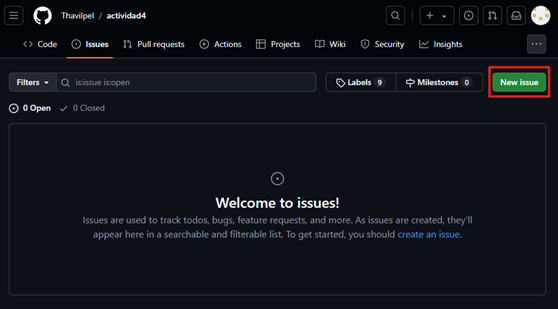 Thavilpel / actividad4
Code Issues Pull requests Actions Projects Wiki Security Insights
Filters is:issue is:open Labels 9 Milestones 0 New issue
0 Open 0 Closed
Welcome to issues!
Issues are used to track todos, bugs, feature requests, and more. As issues are created, they'll
appear here in a searchable and filterable list. To get started, you should create an issue.